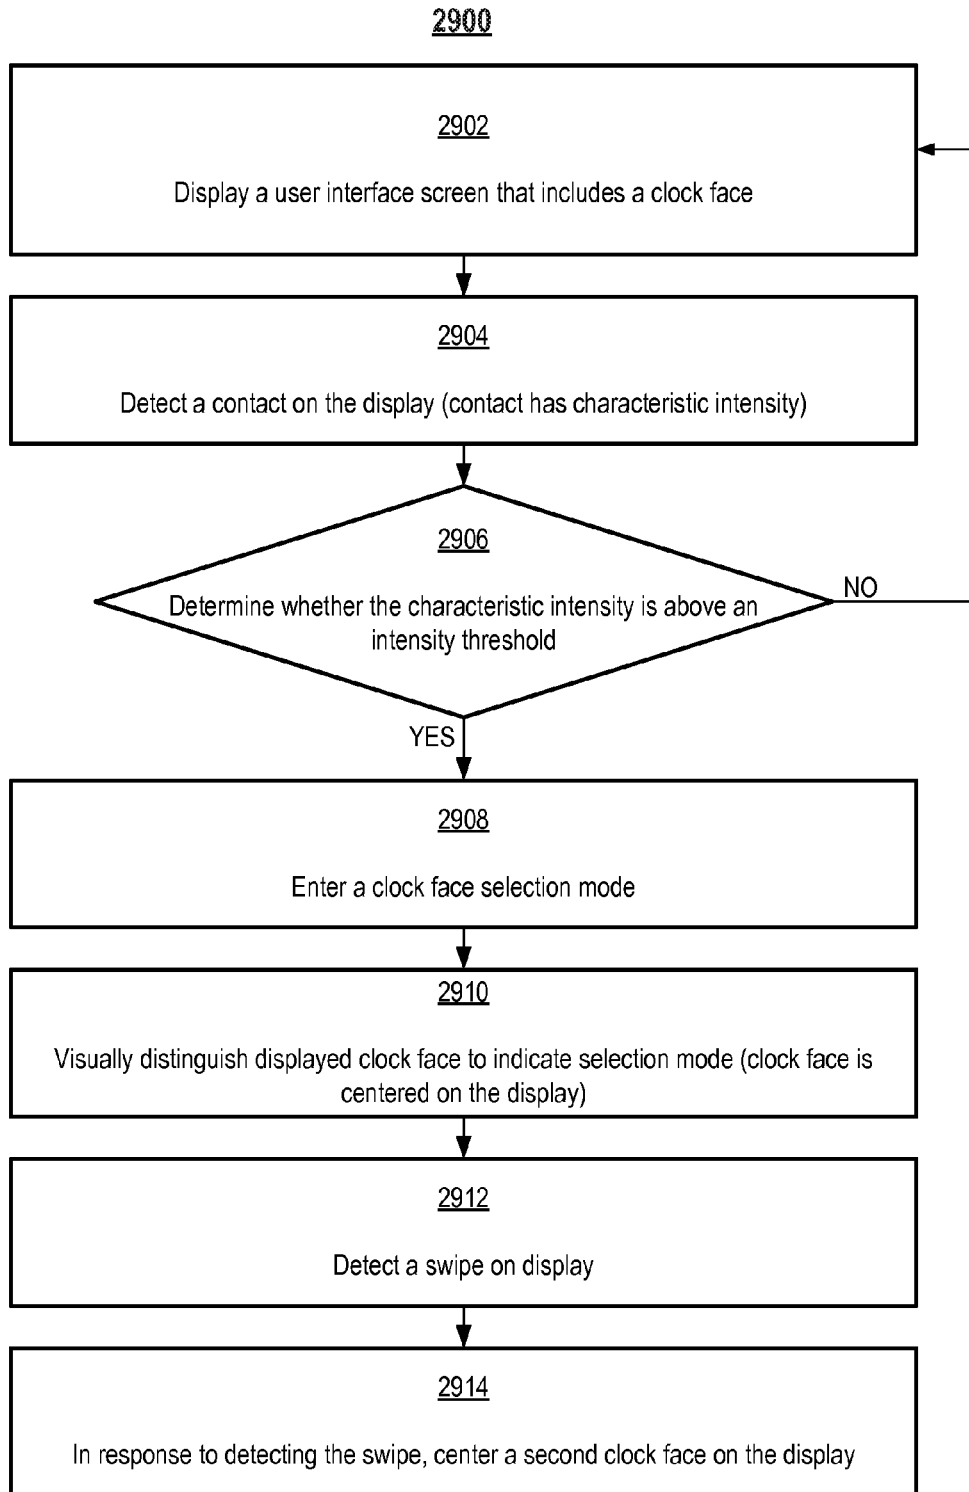 2900
2902
Display a user interface screen that includes a clock face
2904
Detect a contact on the display (contact has characteristic intensity)
2906
Determine whether the characteristic intensity is above an
intensity threshold
NO
YES
2908
Enter a clock face selection mode
2910
Visually distinguish displayed clock face to indicate selection mode (clock face is
centered on the display)
2912
Detect a swipe on display
2914
In response to detecting the swipe, center a second clock face on the display